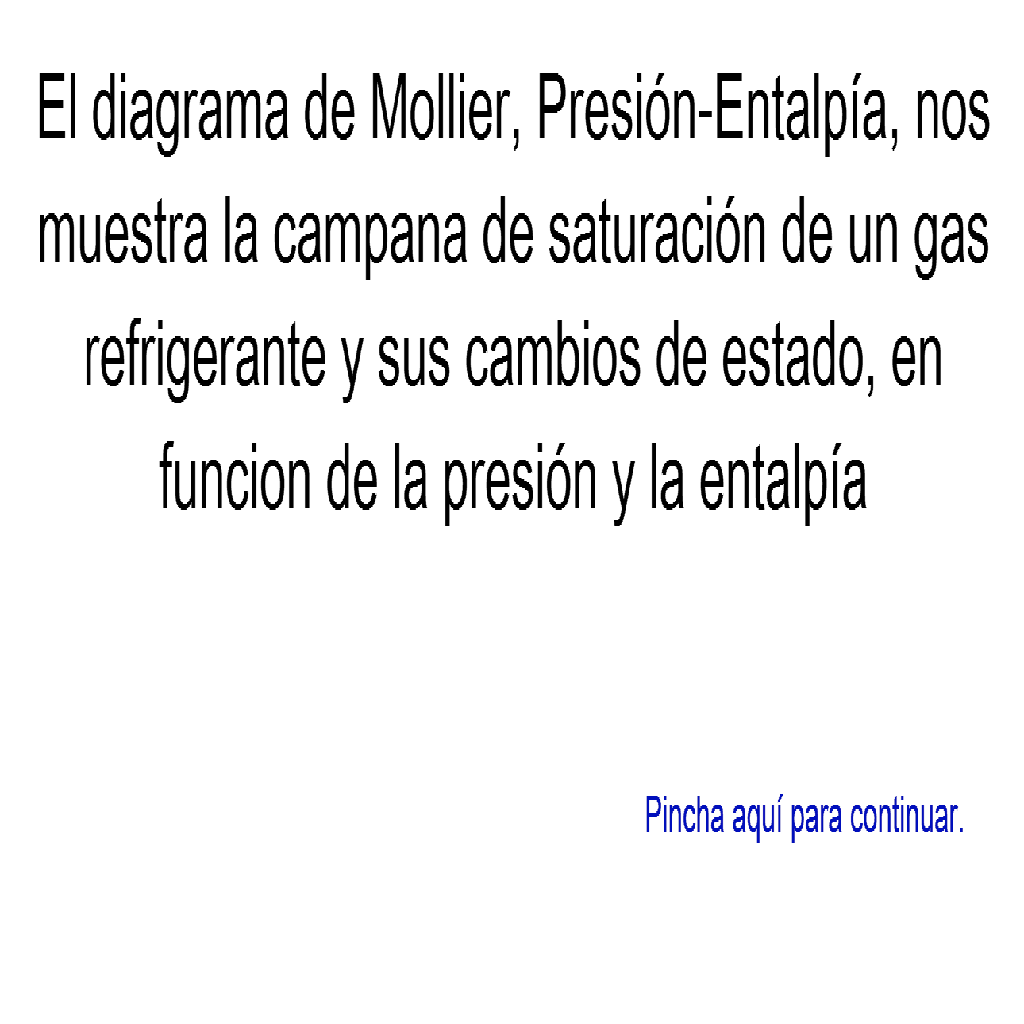 El diagrama de Mollier, Presión-Entalpía, nos
muestra la campana de saturación de un gas
refrigerante y sus cambios de estado, en
funcion de la presión y la entalpía
Pincha aquí para continuar.